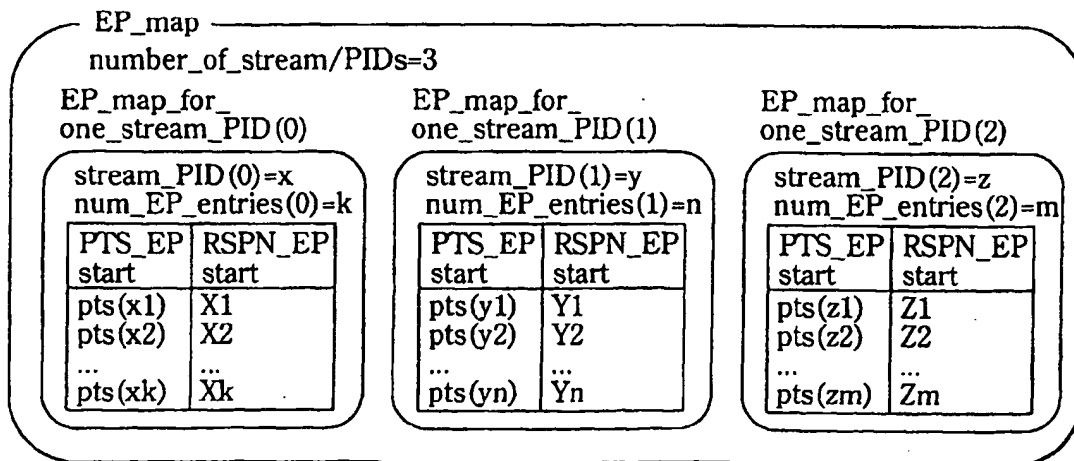 EP_map
number_of_stream/PIDs=3
EP_map_for_
one_stream_PID(0)
stream_PID(0)=x
num_EP_entries(0)=k
PTS_EP start RSPN_EP start
pts(x1) X1
pts(x2) X2
... ...
pts(xk) Xk
EP_map_for_
one_stream_PID(1)
stream_PID(1)=y
num_EP_entries(1)=n
PTS_EP start RSPN_EP start
pts(y1) Y1
pts(y2) Y2
... ...
pts(yn) Yn
EP_map_for_
one_stream_PID(2)
stream_PID(2)=z
num_EP_entries(2)=m
PTS_EP start RSPN_EP start
pts(z1) Z1
pts(z2) Z2
... ...
pts(zm) Zm